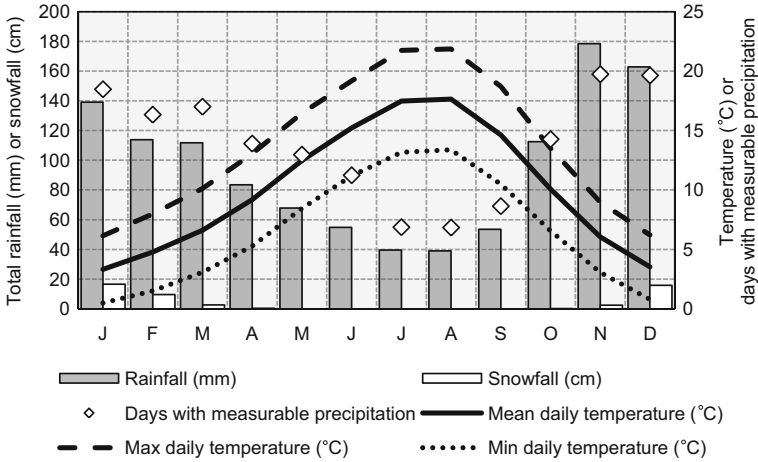 Total rainfall (mm) or snowfall (cm)
200
180
160
140
120
100
80
60
40
20
0
25
20
15
10
5
0
Temperature (°C) or
days with measurable precipitation
J F M A M J J A S O N D
Rainfall (mm) Snowfall (cm)
Days with measurable precipitation Mean daily temperature (°C)
Max daily temperature (°C) Min daily temperature (°C)